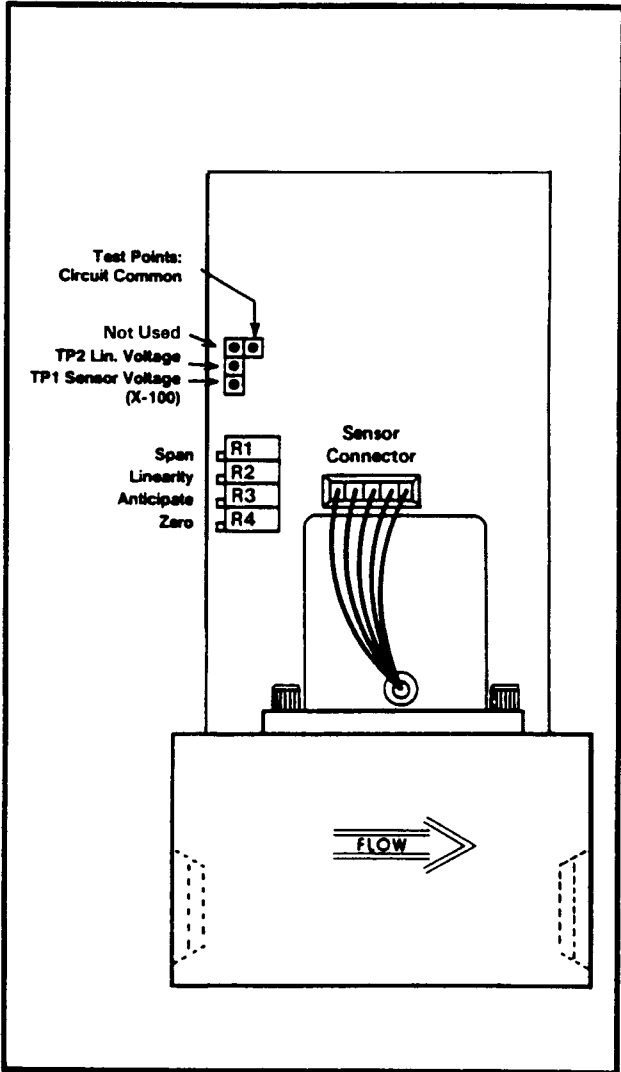 Test Points:
Circuit Common
Not Used
TP2 Lin. Voltage
TP1 Sensor Voltage
(X-100)
Span
Linearity
Anticipate
Zero
R1
R2
R3
R4
Sensor
Connector
FLOW